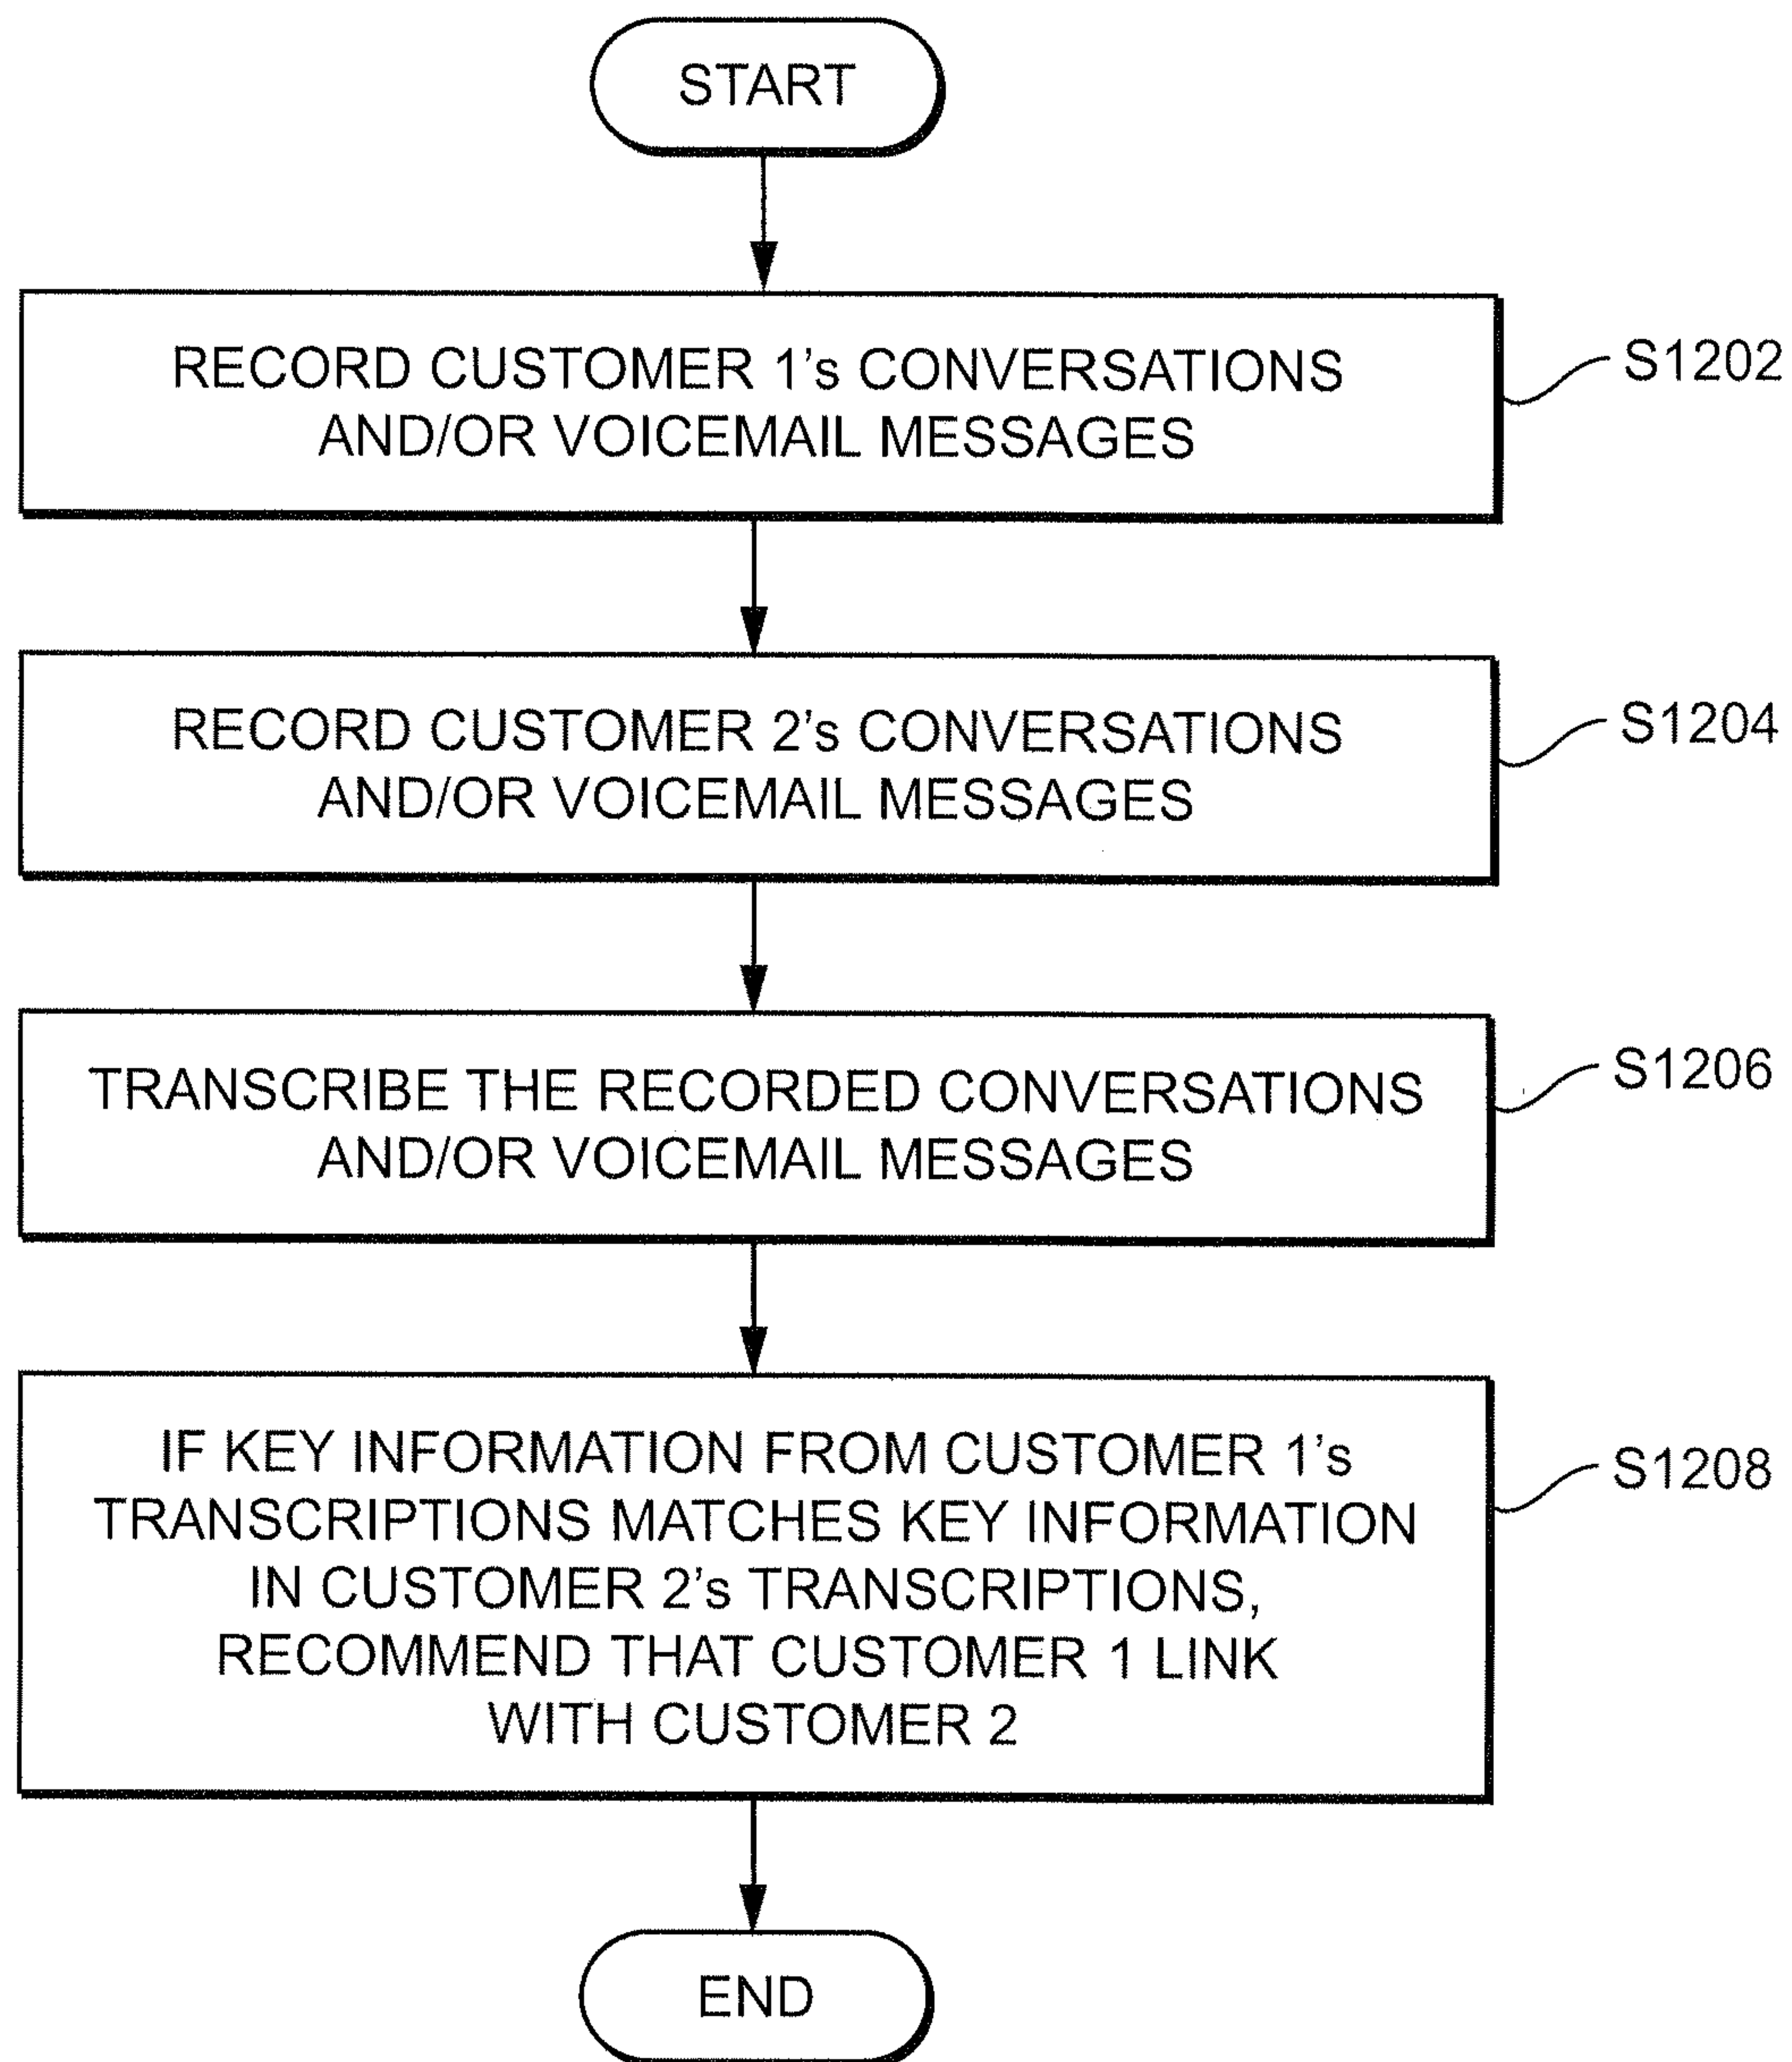 START
RECORD CUSTOMER 1's CONVERSATIONS
AND/OR VOICEMAIL MESSAGES
S1202
RECORD CUSTOMER 2's CONVERSATIONS
AND/OR VOICEMAIL MESSAGES
S1204
TRANSCRIBE THE RECORDED CONVERSATIONS
AND/OR VOICEMAIL MESSAGES
S1206
IF KEY INFORMATION FROM CUSTOMER 1's
TRANSCRIPTIONS MATCHES KEY INFORMATION
IN CUSTOMER 2's TRANSCRIPTIONS,
RECOMMEND THAT CUSTOMER 1 LINK
WITH CUSTOMER 2
S1208
END